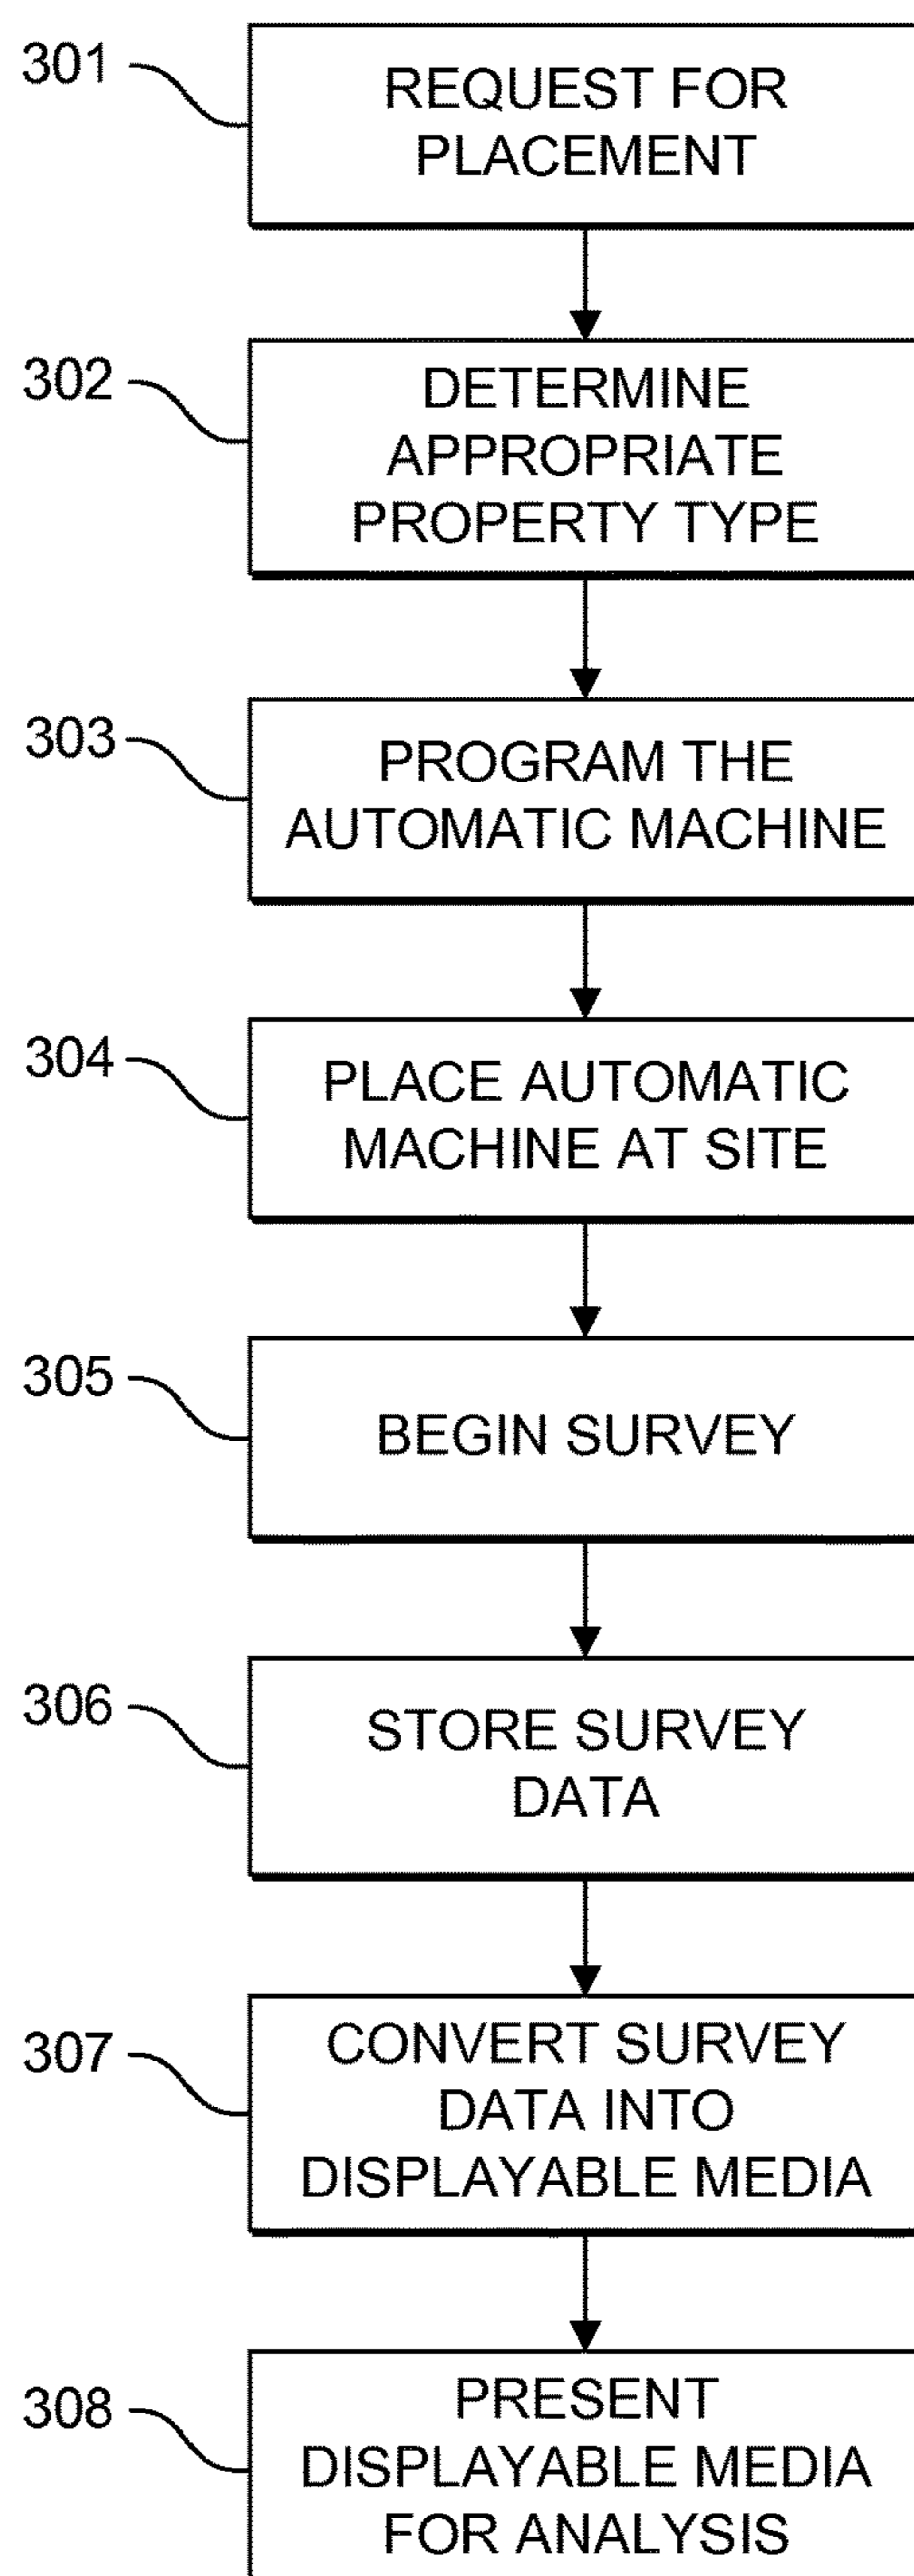 301
REQUEST FOR
PLACEMENT
302
DETERMINE
APPROPRIATE
PROPERTY TYPE
303
PROGRAM THE
AUTOMATIC MACHINE
304
PLACE AUTOMATIC
MACHINE AT SITE
305
BEGIN SURVEY
306
STORE SURVEY
DATA
307
CONVERT SURVEY
DATA INTO
DISPLAYABLE MEDIA
308
PRESENT
DISPLAYABLE MEDIA
FOR ANALYSIS